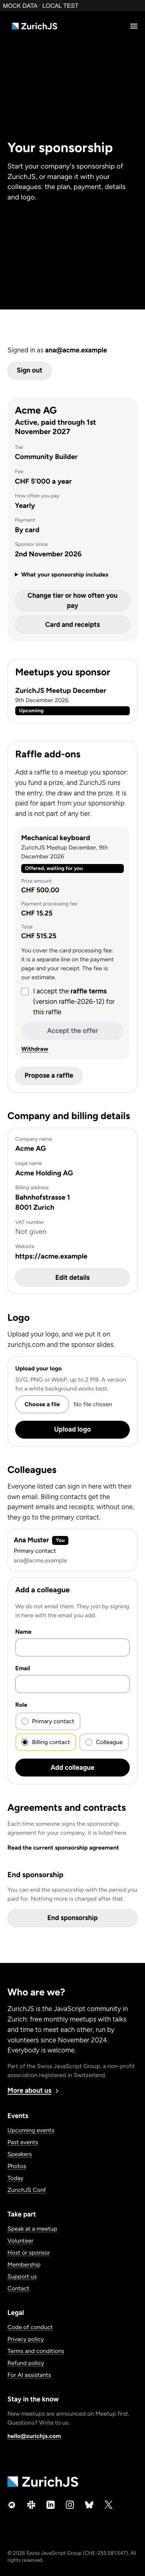 MOCK DATA · LOCAL TEST
ZurichJS
Your sponsorship
Start your company's sponsorship of
ZurichJS, or manage it with your
colleagues: the plan, payment, details
and logo.
Signed in as ana@acme.example
Sign out
Acme AG
Active, paid through 1st
November 2027
Tier
Community Builder
Fee
CHF 5'000 a year
How often you pay
Yearly
Payment
By card
Sponsor since
2nd November 2026
What your sponsorship includes
Change tier or how often you
pay
Card and receipts
Meetups you sponsor
ZurichJS Meetup December
9th December 2026
Upcoming
Raffle add-ons
Add a raffle to a meetup you sponsor:
you fund a prize, and ZurichJS runs
the entry, the draw and the prize. It is
paid for apart from your sponsorship
and is not part of any tier.
Mechanical keyboard
ZurichJS Meetup December, 9th
December 2026
Offered, waiting for you
Prize amount
CHF 500.00
Payment processing fee
CHF 15.25
Total
CHF 515.25
You cover the card processing fee:
it is a separate line on the payment
page and your receipt. The fee is
our estimate.
I accept the raffle terms
(version raffle-2026-12) for
this raffle
Accept the offer
Withdraw
Propose a raffle
Company and billing details
Company name
Acme AG
Legal name
Acme Holding AG
Billing address
Bahnhofstrasse 1
8001 Zurich
VAT number
Not given
Website
https://acme.example
Edit details
Logo
Upload your logo, and we put it on
zurichjs.com and the sponsor slides.
Upload your logo
SVG, PNG or WebP, up to 2 MB. A version
for a white background works best.
Choose a file
No file chosen
Upload logo
Colleagues
Everyone listed can sign in here with their
own email. Billing contacts get the
payment emails and receipts; without one,
they go to the primary contact.
Ana Muster You
Primary contact
ana@acme.example
Add a colleague
We do not email them. They join by signing
in here with the email you add.
Name
Email
Role
Primary contact
Billing contact
Colleague
Add colleague
Agreements and contracts
Each time someone signs the sponsorship
agreement for your company, it is listed here.
Read the current sponsorship agreement
End sponsorship
You can end the sponsorship with the period you
paid for. Nothing more is charged after that.
End sponsorship
Who are we?
ZurichJS is the JavaScript community in
Zurich: free monthly meetups with talks
and time to meet each other, run by
volunteers since November 2024.
Everybody is welcome.
Part of the Swiss JavaScript Group, a non-profit
association registered in Switzerland.
More about us
Events
Upcoming events
Past events
Speakers
Photos
Today
ZurichJS Conf
Take part
Speak at a meetup
Volunteer
Host or sponsor
Membership
Support us
Contact
Legal
Code of conduct
Privacy policy
Terms and conditions
Refund policy
For AI assistants
Stay in the know
New meetups are announced on Meetup first.
Questions? Write to us.
hello@zurichjs.com
ZurichJS
© 2026 Swiss JavaScript Group (CHE-255.581.547). All
rights reserved.